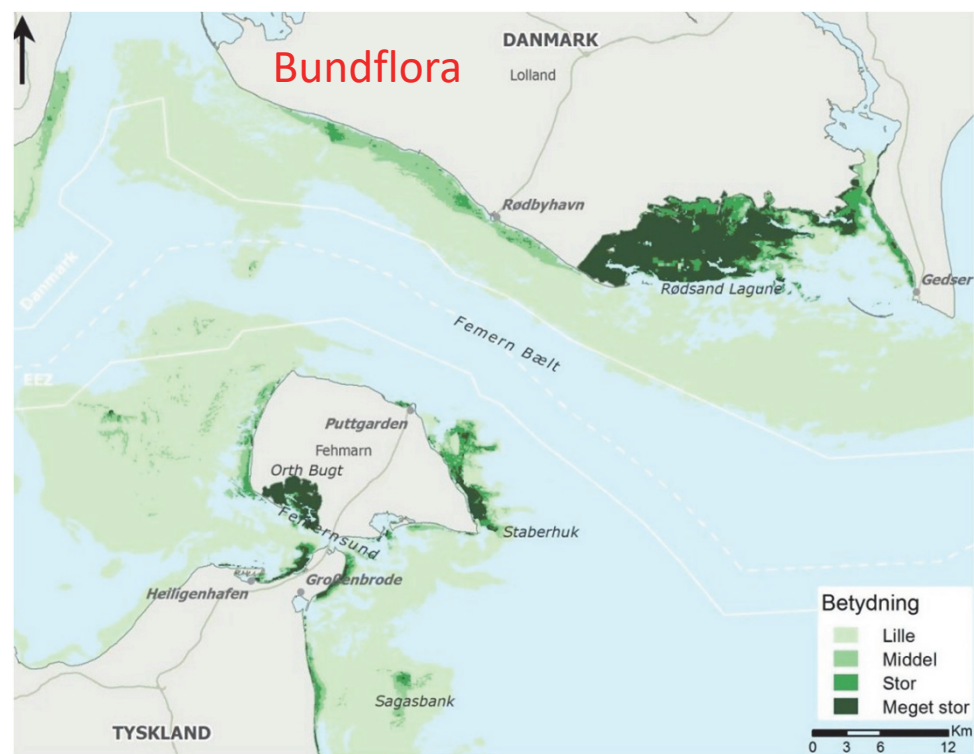 DANMARK
Bundflora
Lolland
Rødbyhavn
Rødsand Lagune
Gedser
Danmark
Femern Bælt
EEZ
Puttgarden
Fehmarn
Orth Bugt
Femernsund
Staberhuk
Heiligenhafen
Großenbrode
Sagasbank
TYSKLAND
Betydning
Lille
Middel
Stor
Meget stor
Km
0 3 6 12